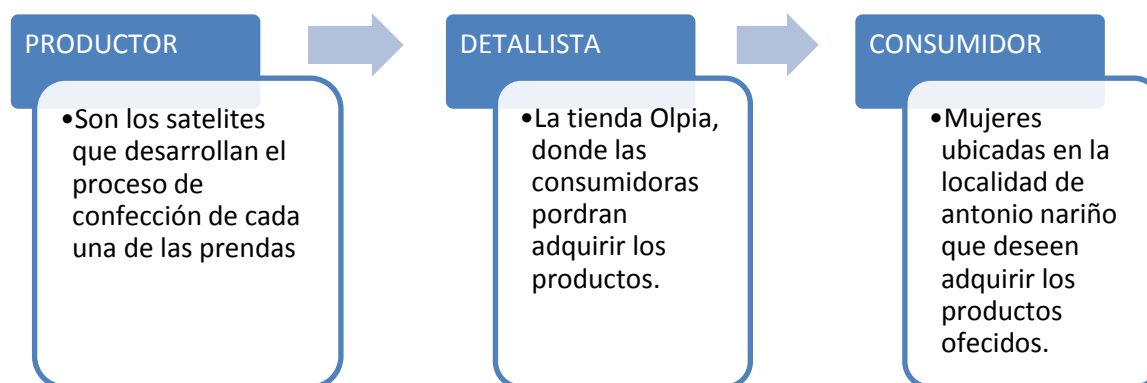 PRODUCTOR
•Son los satelites
que desarrollan el
proceso de
confección de cada
una de las prendas
DETALLISTA
•La tienda Olpia,
donde las
consumidoras
pordran
adquirir los
productos.
CONSUMIDOR
•Mujeres
ubicadas en la
localidad de
antonio nariño
que deseen
adquirir los
productos
ofecidos.